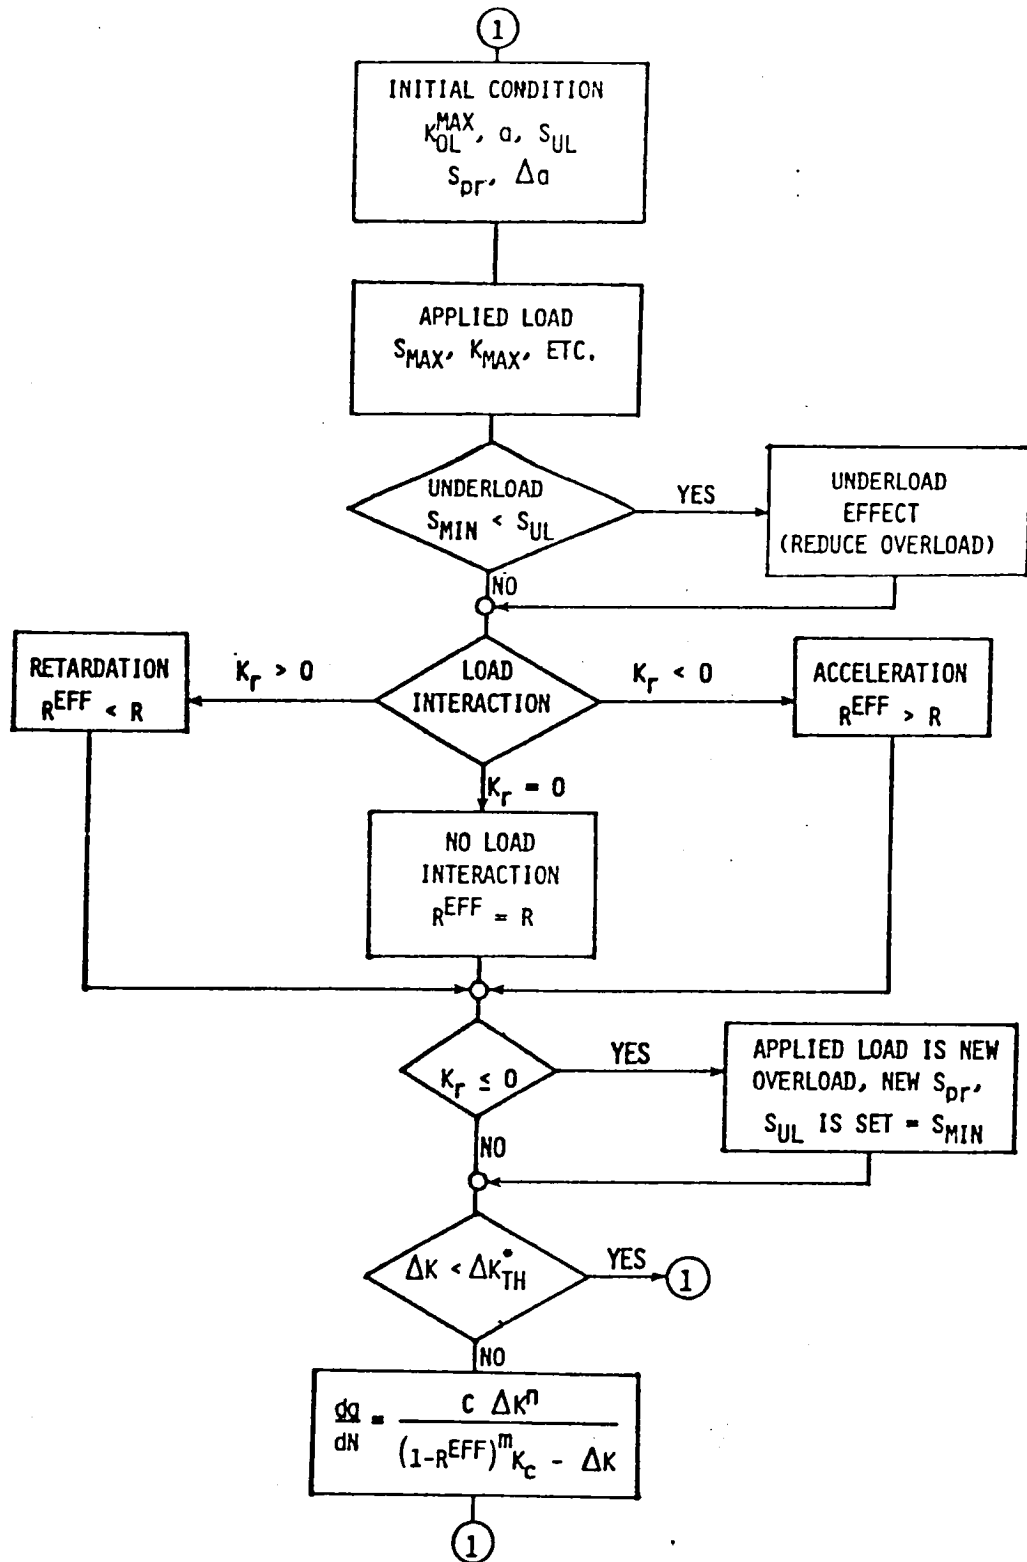 1
INITIAL CONDITION
K_OL^MAX, a, S_UL
S_pr, Δa
APPLIED LOAD
S_MAX, K_MAX, ETC.
UNDERLOAD
S_MIN < S_UL
YES
UNDERLOAD
EFFECT
(REDUCE OVERLOAD)
NO
RETARDATION
R^EFF < R
K_r > 0
LOAD
INTERACTION
K_r < 0
ACCELERATION
R^EFF > R
K_r = 0
NO LOAD
INTERACTION
R^EFF = R
K_r ≤ 0
YES
APPLIED LOAD IS NEW
OVERLOAD, NEW S_pr,
S_UL IS SET = S_MIN
NO
ΔK < ΔK_TH^*
YES
1
NO
da/dN = C ΔK^n / ((1-R^EFF)^m K_c - ΔK)
1